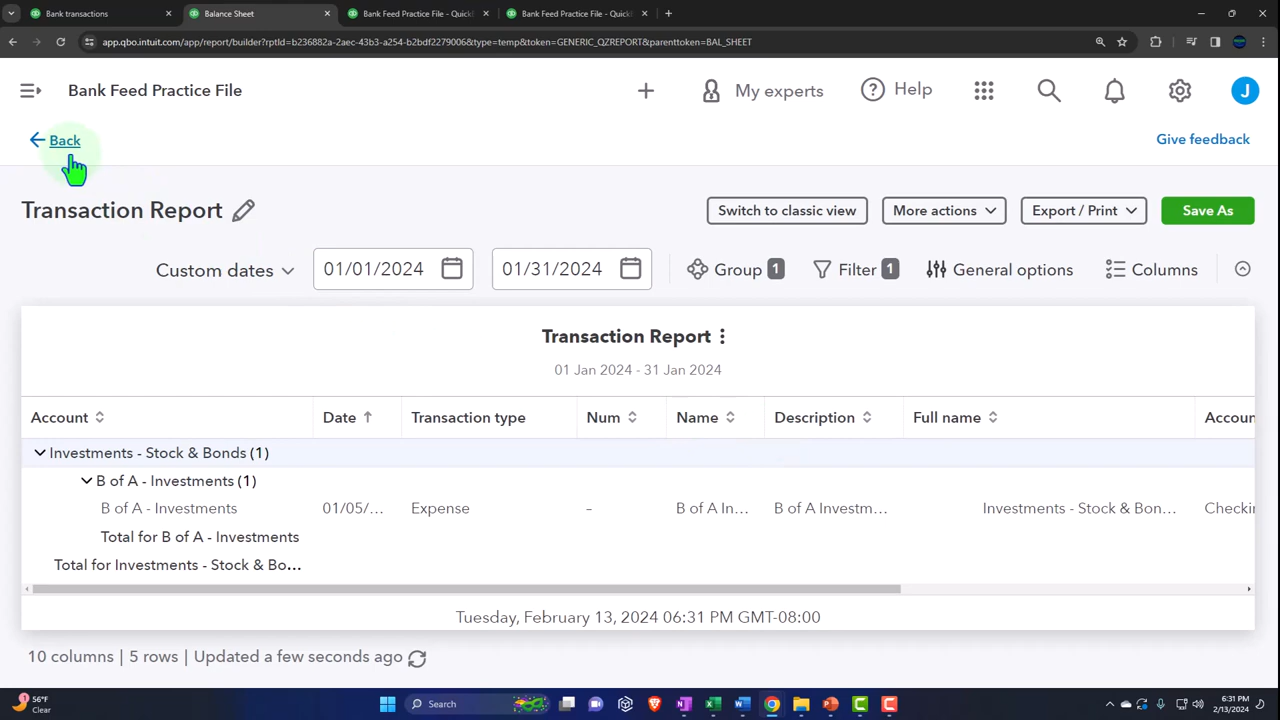 Bank transactions
Balance Sheet
Bank Feed Practice File - QuickF
Bank Feed Practice File - QuickF
app.qbo.intuit.com/app/report/builder?rptId=b236882a-2aec-43b3-a254-b2bdf2279006&type=temp&token=GENERIC_QZREPORT&parenttoken=BAL_SHEET
Bank Feed Practice File
My experts
Help
J
Back
Give feedback
Transaction Report
Switch to classic view
More actions
Export / Print
Save As
Custom dates
01/01/2024
01/31/2024
Group 1
Filter 1
General options
Columns
Transaction Report
01 Jan 2024 - 31 Jan 2024
Account Date Transaction type Num Name Description Full name Accoun
Investments - Stock & Bonds (1)
B of A - Investments (1)
B of A - Investments 01/05/... Expense – B of A In... B of A Investm... Investments - Stock & Bon... Checkin
Total for B of A - Investments
Total for Investments - Stock & Bo...
Tuesday, February 13, 2024 06:31 PM GMT-08:00
10 columns | 5 rows | Updated a few seconds ago
1
56°F
Clear
Search
6:31 PM
2/13/2024